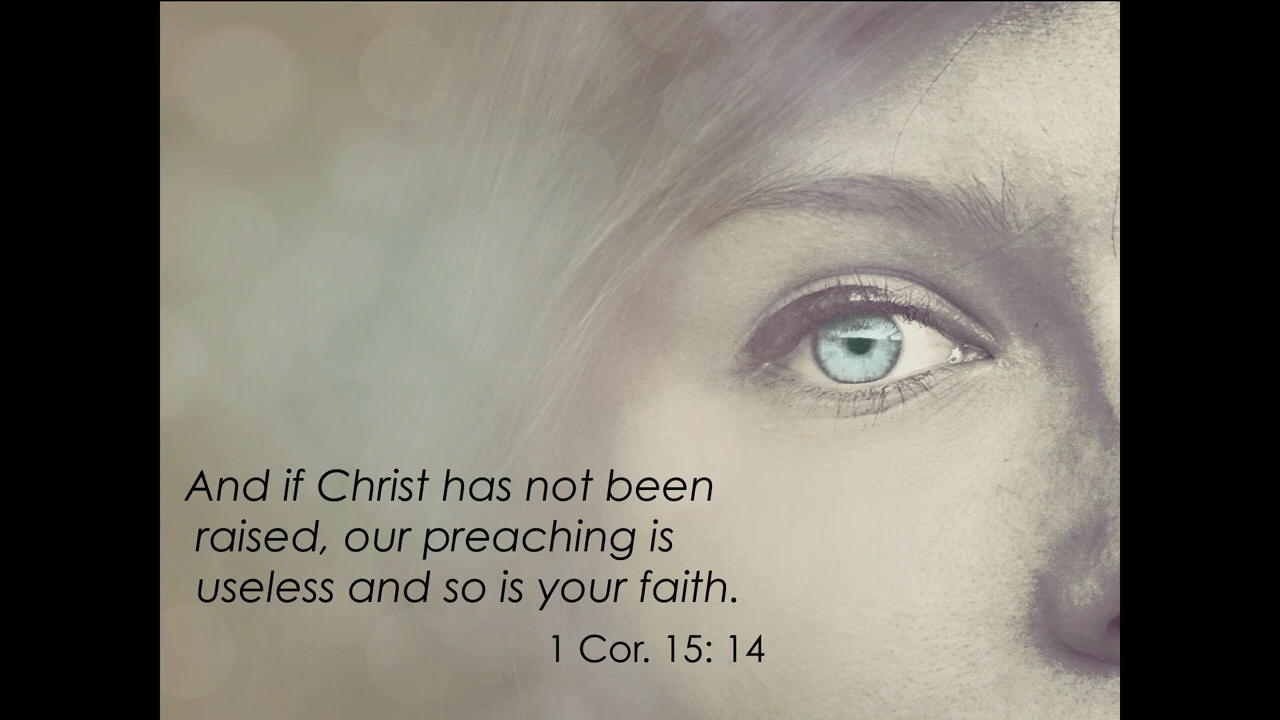 And if Christ has not been
raised, our preaching is
useless and so is your faith.
1 Cor. 15: 14